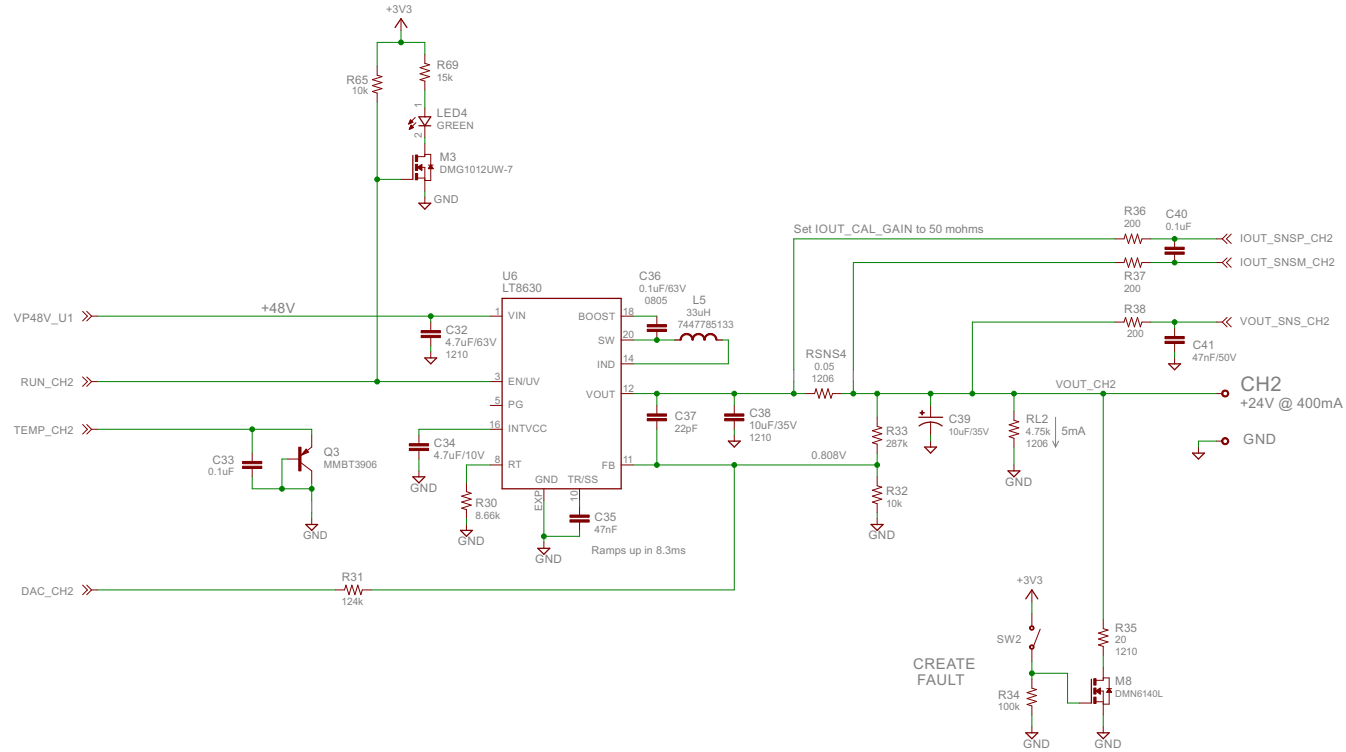 +3V3
R65
10k
R69
15k
1
LED4
GREEN
2
M3
DMG1012UW-7
GND
Set IOUT_CAL_GAIN to 50 mohms
R36
200
C40
0.1uF
IOUT_SNSP_CH2
IOUT_SNSM_CH2
R37
200
VP48V_U1
+48V
C32
4.7uF/63V
1210
U6
LT8630
1
VIN
BOOST
18
SW
20
IND
14
C36
0.1uF/63V
0805
L5
33uH
7447785133
R38
200
VOUT_SNS_CH2
C41
47nF/50V
RUN_CH2
3
EN/UV
VOUT
12
RSNS4
0.05
1206
VOUT_CH2
CH2
+24V @ 400mA
GND
5
PG
TEMP_CH2
16
INTVCC
C33
0.1uF
Q3
MMBT3906
GND
C34
4.7uF/10V
GND
8
RT
R30
8.66k
GND
FB
11
GND
TR/SS
EXP
10
C35
47nF
GND
Ramps up in 8.3ms
C37
22pF
C38
10uF/35V
1210
R33
287k
0.808V
R32
10k
GND
+
C39
10uF/35V
RL2
4.75k
1206
5mA
GND
DAC_CH2
R31
124k
+3V3
SW2
CREATE
FAULT
R34
100k
GND
R35
20
1210
M8
DMN6140L
GND